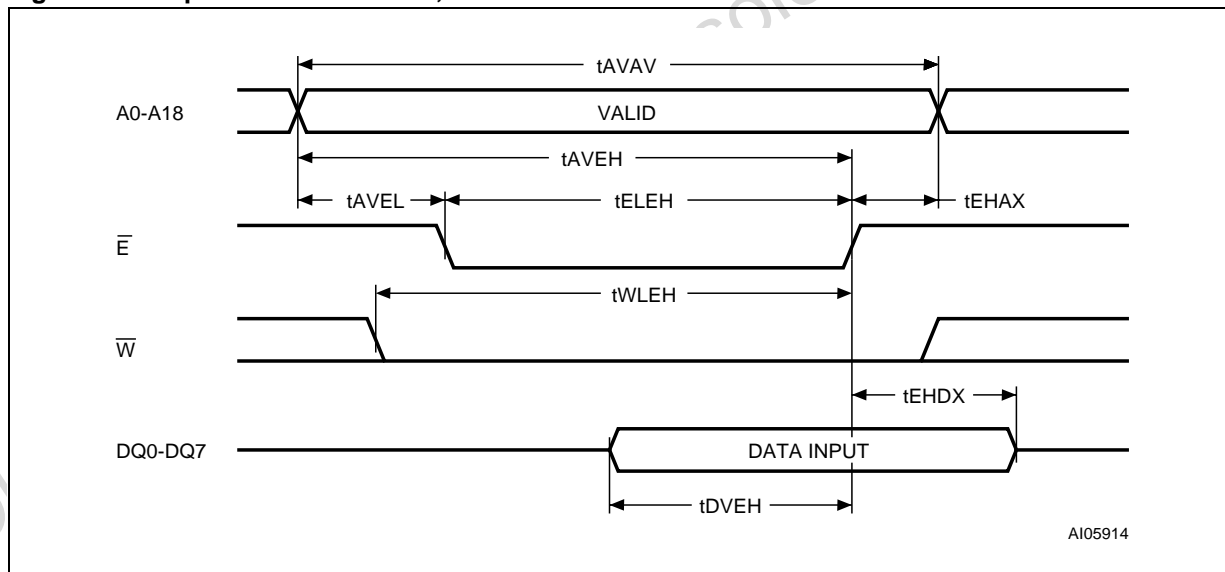 tAVAV
A0-A18 VALID
tAVEH
tAVEL tELEH tEHAX
E̅
tWLEH
W̅
tEHDX
DQ0-DQ7 DATA INPUT
tDVEH
AI05914